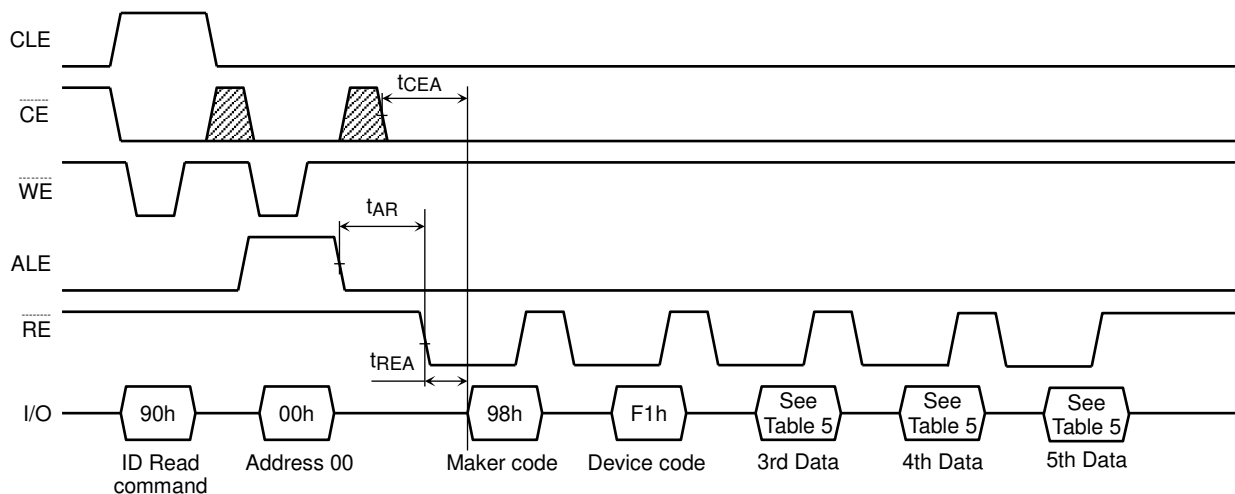 CLE
tCEA
CE
WE
tAR
ALE
RE
tREA
I/O
90h
00h
98h
F1h
See
Table 5
See
Table 5
See
Table 5
ID Read
command
Address 00
Maker code
Device code
3rd Data
4th Data
5th Data